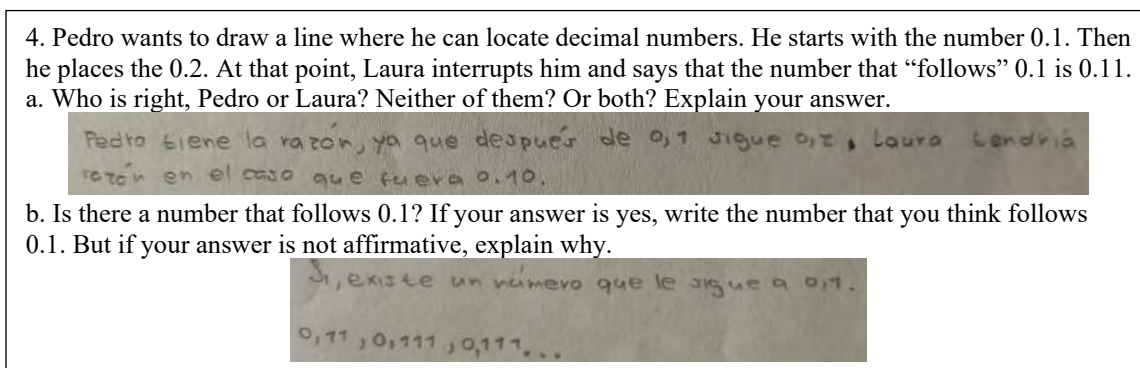 4. Pedro wants to draw a line where he can locate decimal numbers. He starts with the number 0.1. Then
he places the 0.2. At that point, Laura interrupts him and says that the number that “follows” 0.1 is 0.11.
a. Who is right, Pedro or Laura? Neither of them? Or both? Explain your answer.
Pedro tiene la razón, ya que después de 0,1 sigue 0,2, Laura tendría
razón en el caso que fuera 0.10.
b. Is there a number that follows 0.1? If your answer is yes, write the number that you think follows
0.1. But if your answer is not affirmative, explain why.
Si, existe un número que le sigue a 0,1.
0,11 , 0,111 , 0,111...